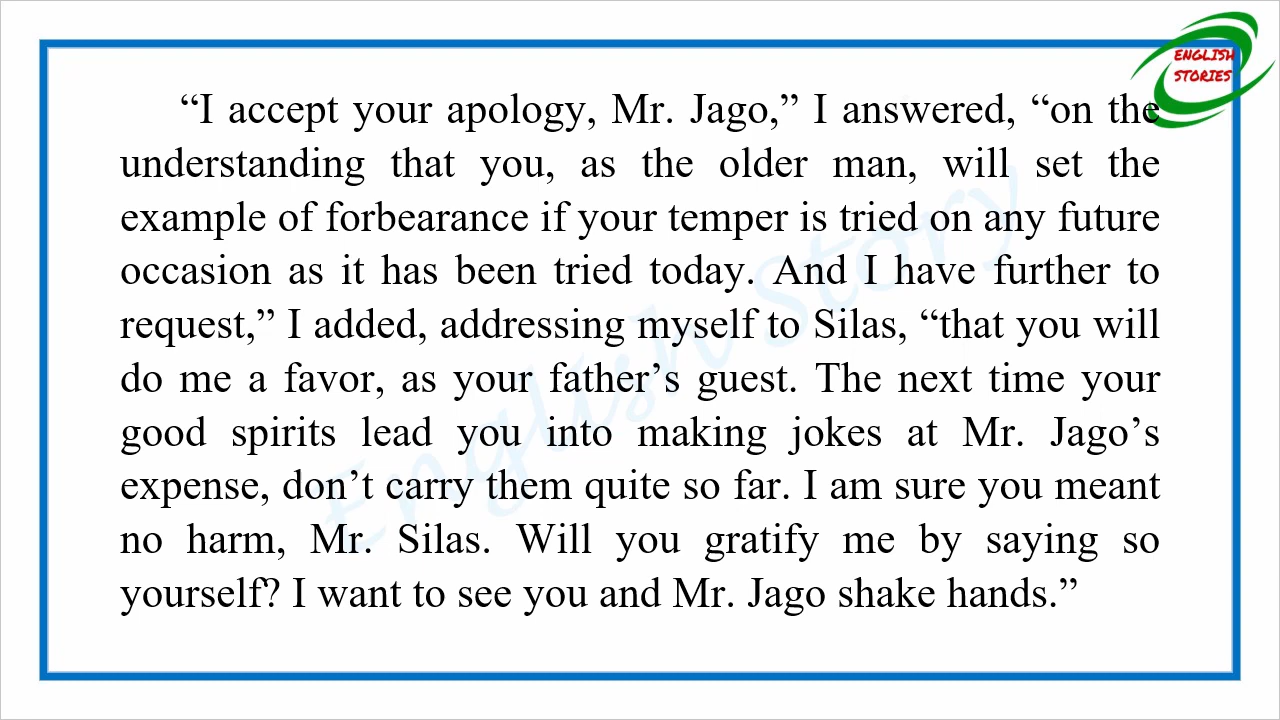 ENGLISH
STORIES
“I accept your apology, Mr. Jago,” I answered, “on the
understanding that you, as the older man, will set the
example of forbearance if your temper is tried on any future
occasion as it has been tried today. And I have further to
request,” I added, addressing myself to Silas, “that you will
do me a favor, as your father’s guest. The next time your
good spirits lead you into making jokes at Mr. Jago’s
expense, don’t carry them quite so far. I am sure you meant
no harm, Mr. Silas. Will you gratify me by saying so
yourself? I want to see you and Mr. Jago shake hands.”
English Story